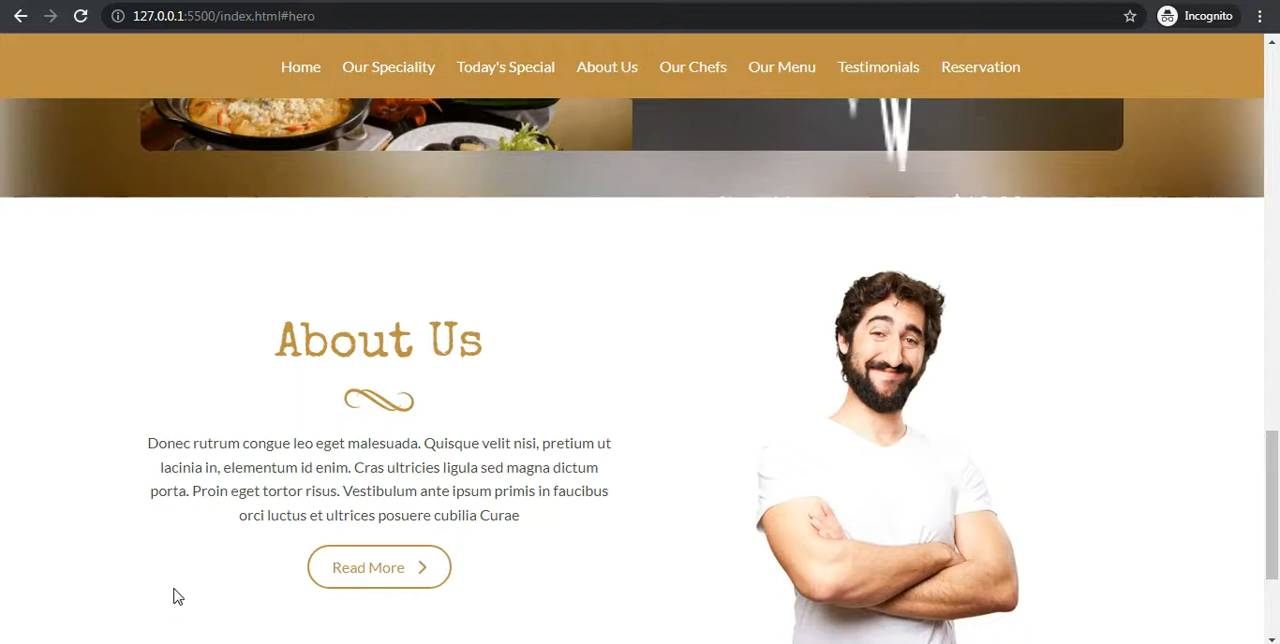 127.0.0.1:5500/index.html#hero
Incognito
Home Our Speciality Today's Special About Us Our Chefs Our Menu Testimonials Reservation
About Us
Donec rutrum congue leo eget malesuada. Quisque velit nisi, pretium ut
lacinia in, elementum id enim. Cras ultricies ligula sed magna dictum
porta. Proin eget tortor risus. Vestibulum ante ipsum primis in faucibus
orci luctus et ultrices posuere cubilia Curae
Read More